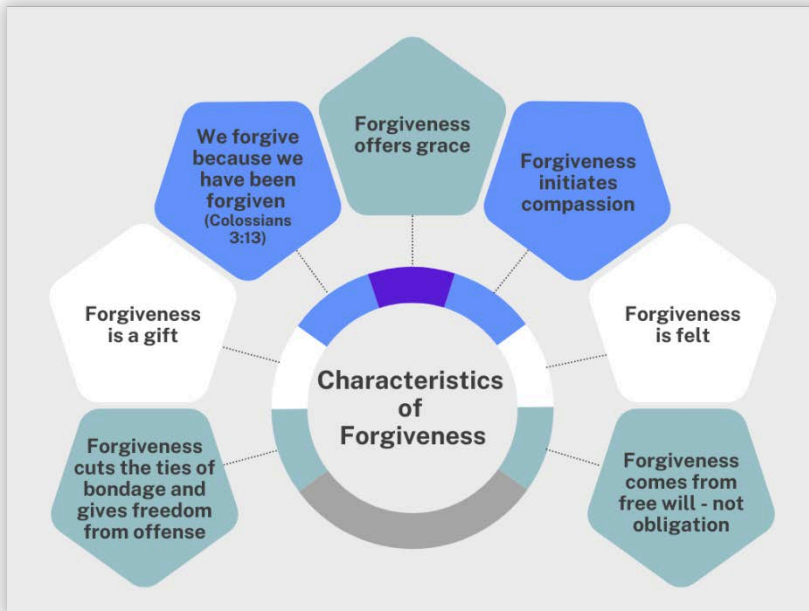 Forgiveness
offers grace
We forgive
because we
have been
forgiven
(Colossians
3:13)
Forgiveness
initiates
compassion
Forgiveness
is a gift
Forgiveness
is felt
Characteristics
of
Forgiveness
Forgiveness
cuts the ties of
bondage and
gives freedom
from offense
Forgiveness
comes from
free will - not
obligation